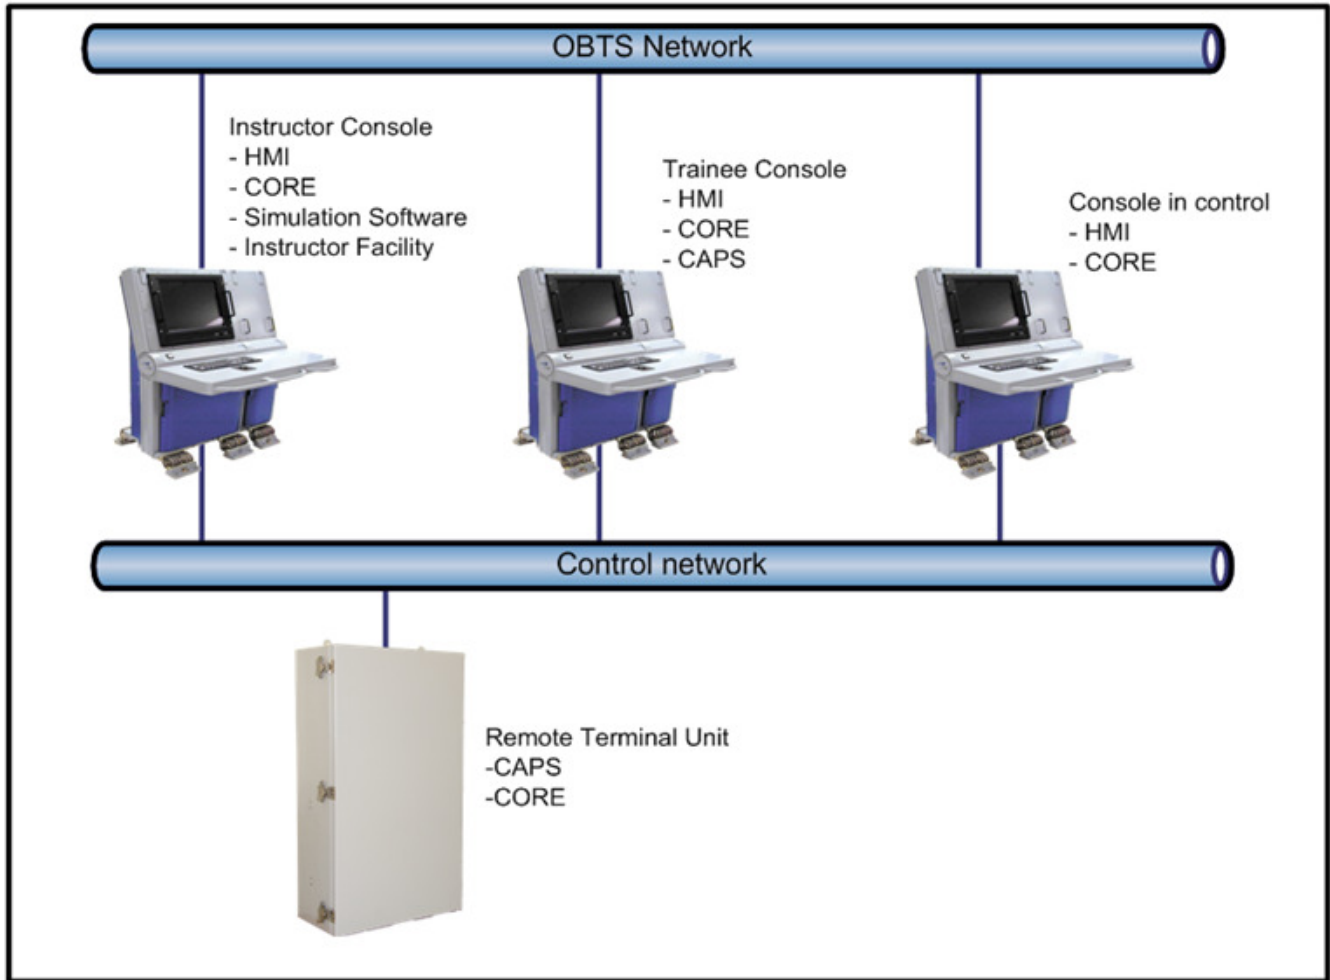 OBTS Network
Instructor Console
- HMI
- CORE
- Simulation Software
- Instructor Facility
Trainee Console
- HMI
- CORE
- CAPS
Console in control
- HMI
- CORE
Control network
Remote Terminal Unit
-CAPS
-CORE